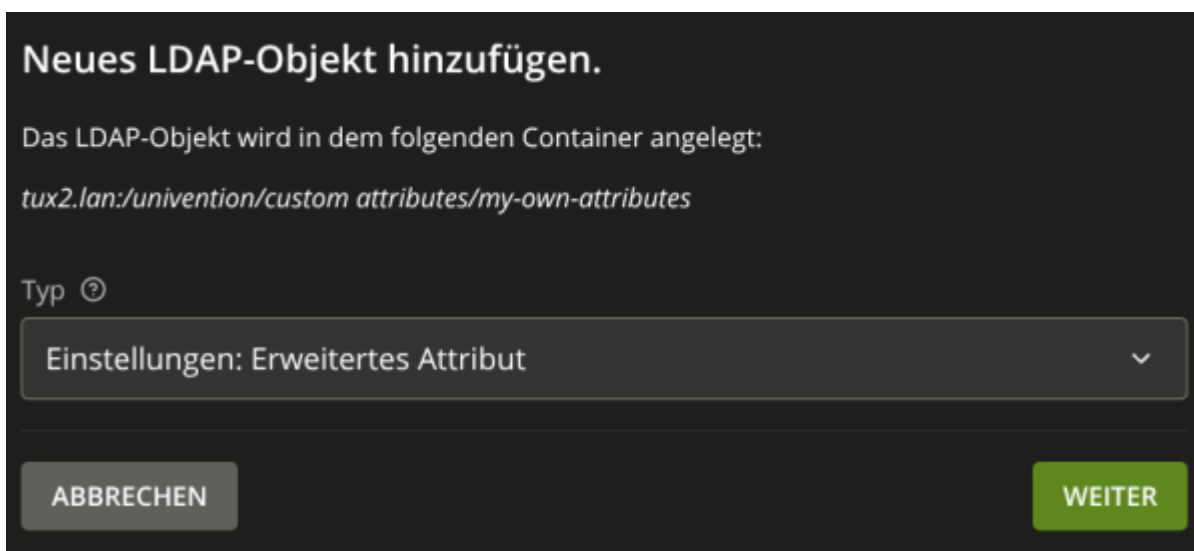 Neues LDAP-Objekt hinzufügen.
Das LDAP-Objekt wird in dem folgenden Container angelegt:
tux2.lan:/univention/custom attributes/my-own-attributes
Typ ?
Einstellungen: Erweitertes Attribut
ABBRECHEN
WEITER